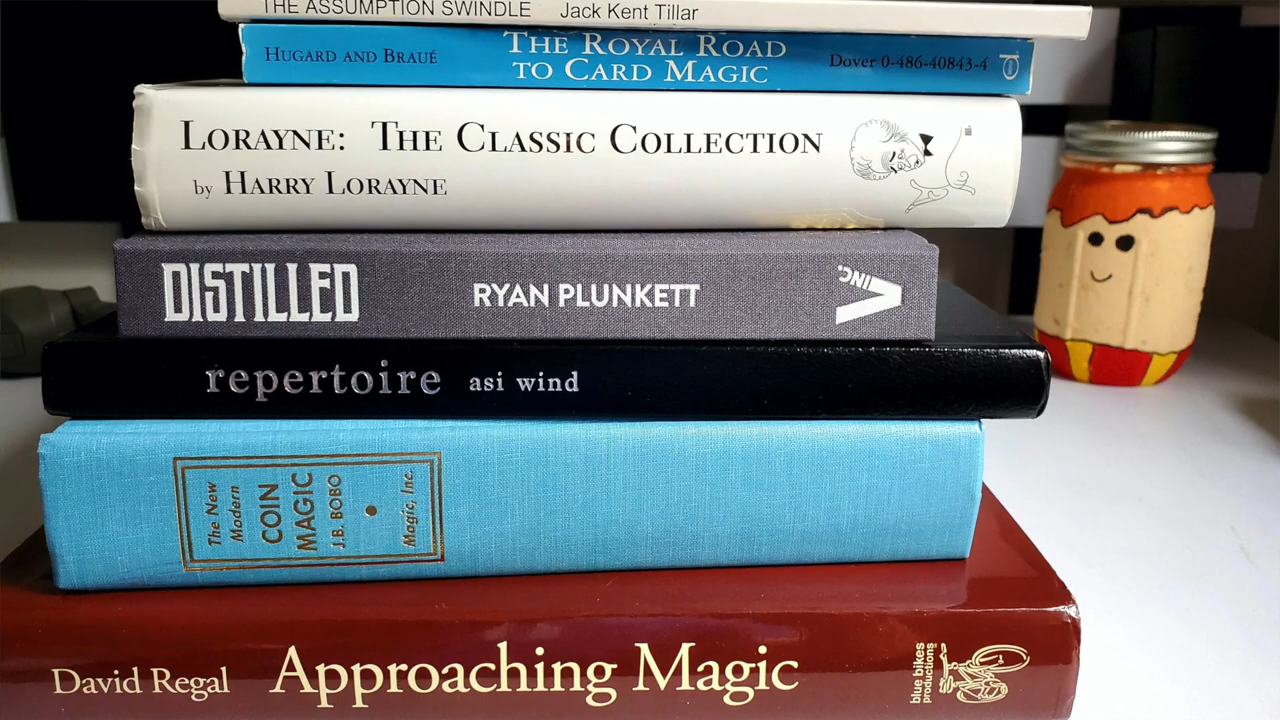 THE ASSUMPTION SWINDLE Jack Kent Tillar
HUGARD AND BRAUÉ
THE ROYAL ROAD
TO CARD MAGIC
Dover 0-486-40843-4
LORAYNE: THE CLASSIC COLLECTION
by HARRY LORAYNE
DISTILLED RYAN PLUNKETT
VINC.
repertoire asi wind
The New
Modern
COIN
MAGIC
J.B. BOBO
Magic, Inc.
David Regal Approaching Magic
blue bikes
productions